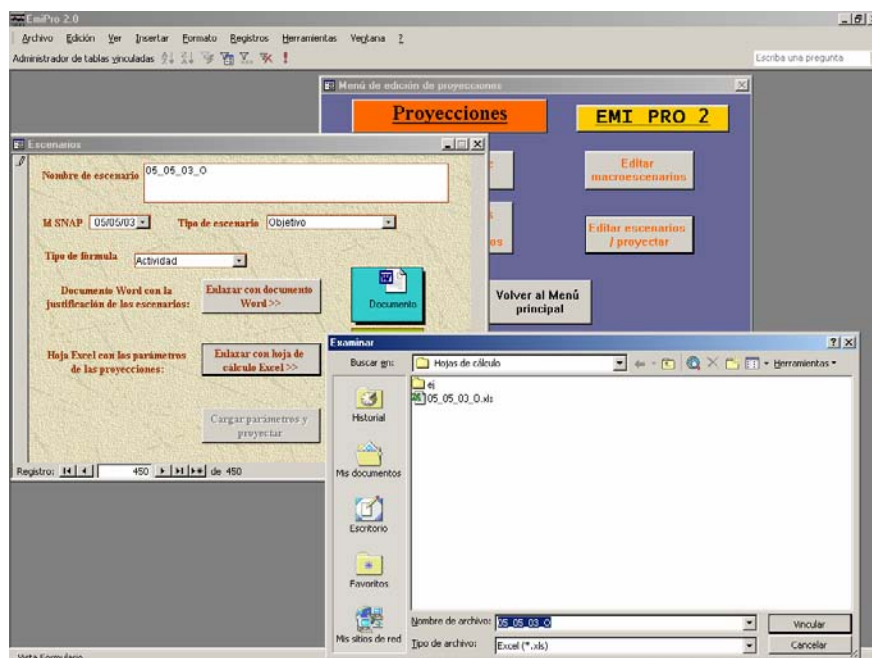 EmiPro 2.0
Archivo Edición Ver Insertar Formato Registros Herramientas Ventana ?
Administrador de tablas vinculadas
Escriba una pregunta
Menú de edición de proyecciones
Proyecciones
EMI PRO 2
Editar
macroescenarios
Editar escenarios
/ proyectar
os
Volver al Menú
principal
Escenarios
Nombre de escenario 05_05_03_O
Id SNAP 05/05/03 Tipo de escenario Objetivo
Tipo de fórmula Actividad
Documento Word con la
justificación de los escenarios:
Enlazar con documento
Word >>
Documento
Hoja Excel con los parámetros
de las proyecciones:
Enlazar con hoja de
cálculo Excel >>
Cargar parámetros y
proyectar
Registro: 450 de 450
Examinar
Buscar en: Hojas de cálculo
Herramientas
ej
05_05_03_O.xls
Historial
Mis documentos
Escritorio
Favoritos
Mis sitios de red
Nombre de archivo: 05_05_03_O
Vincular
Tipo de archivo: Excel (*.xls)
Cancelar
Vista Formulario